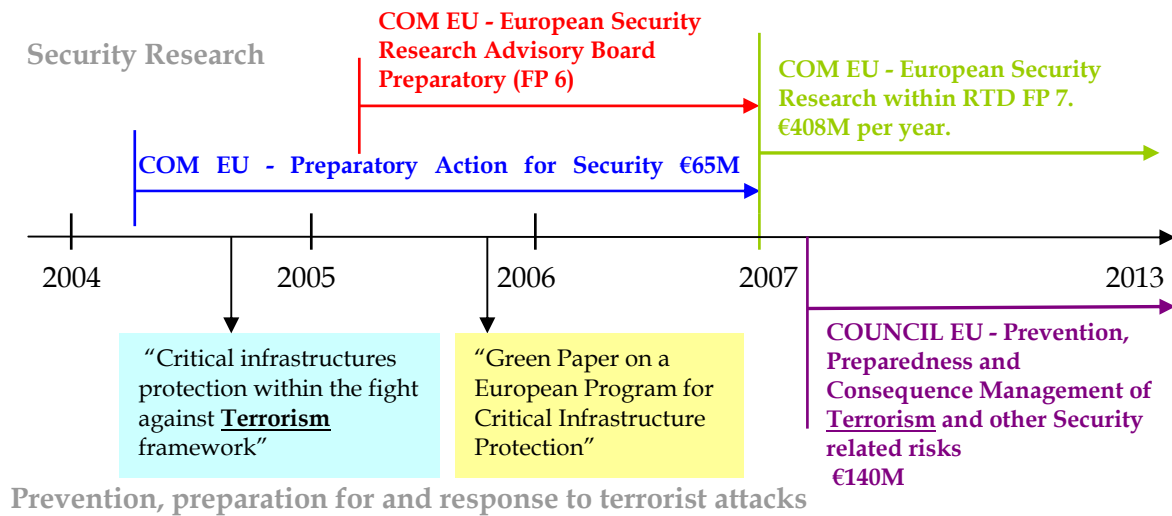 Security Research
COM EU - European Security
Research Advisory Board
Preparatory (FP 6)
COM EU - European Security
Research within RTD FP 7.
€408M per year.
COM EU - Preparatory Action for Security €65M
2004
2005
2006
2007
2013
“Critical infrastructures
protection within the fight
against Terrorism
framework”
“Green Paper on a
European Program for
Critical Infrastructure
Protection”
COUNCIL EU - Prevention,
Preparedness and
Consequence Management of
Terrorism and other Security
related risks
€140M
Prevention, preparation for and response to terrorist attacks